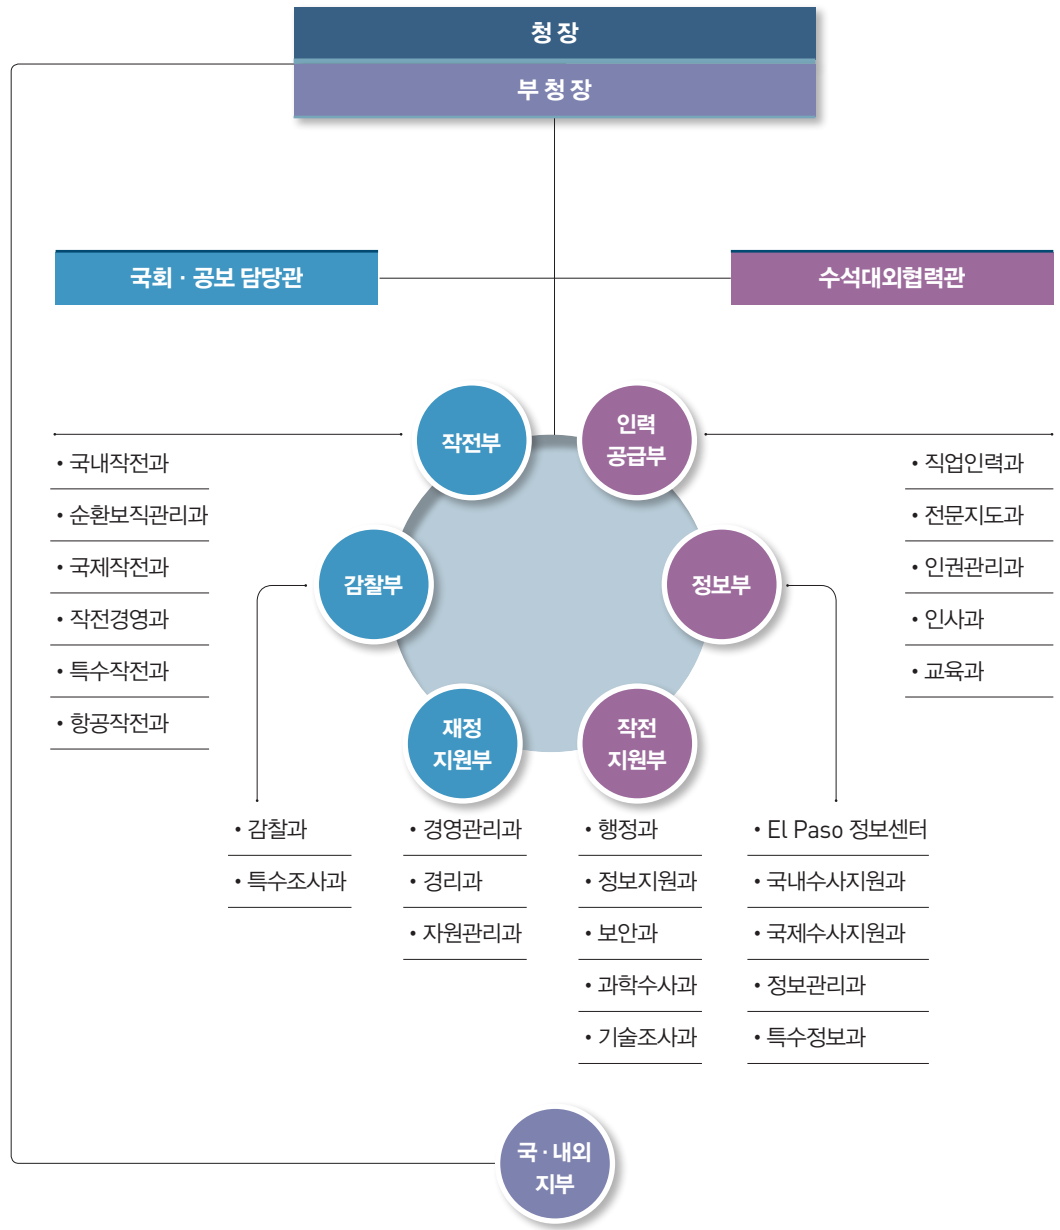 청 장
부 청 장
국회 · 공보 담당관
수석대외협력관
작전부
인력
공급부
감찰부
정보부
재정
지원부
작전
지원부
• 국내작전과
• 순환보직관리과
• 국제작전과
• 작전경영과
• 특수작전과
• 항공작전과
• 직업인력과
• 전문지도과
• 인권관리과
• 인사과
• 교육과
• 감찰과
• 특수조사과
• 경영관리과
• 경리과
• 자원관리과
• 행정과
• 정보지원과
• 보안과
• 과학수사과
• 기술조사과
• El Paso 정보센터
• 국내수사지원과
• 국제수사지원과
• 정보관리과
• 특수정보과
국 · 내외
지부